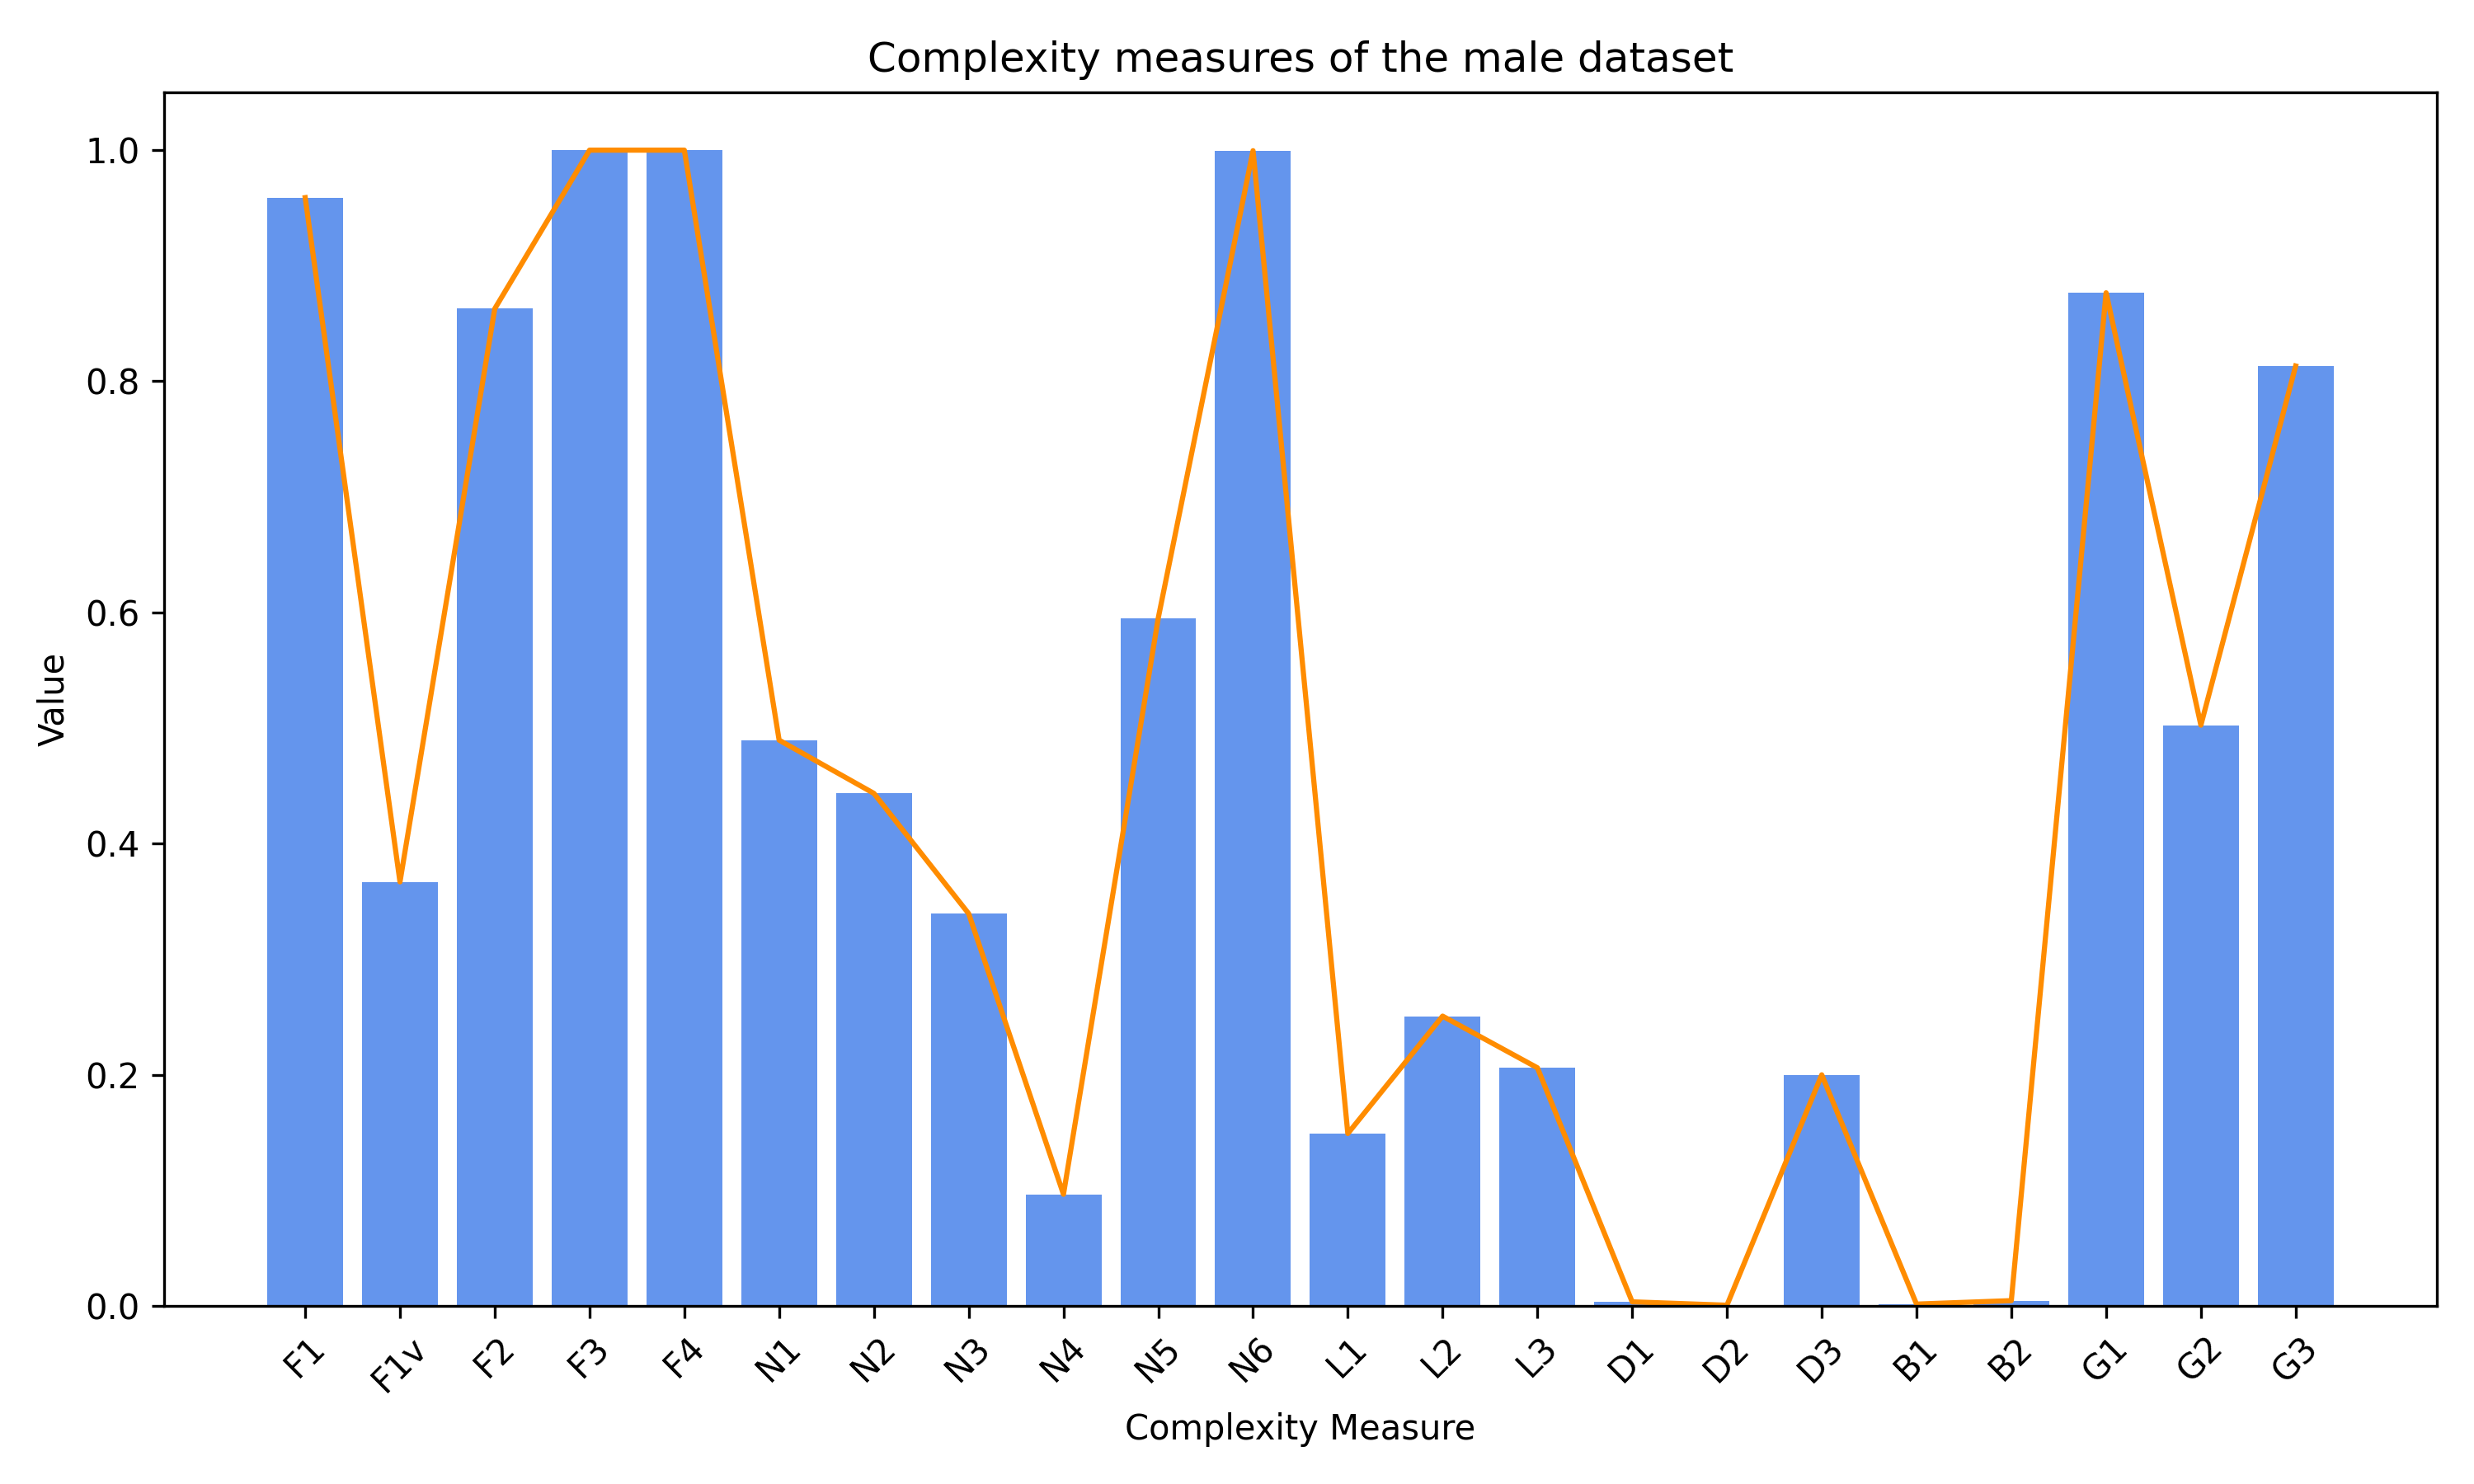 Complexity measures of the male dataset
1.0
0.8
0.6
0.4
0.2
0.0
Value
F1 F1v F2 F3 F4 N1 N2 N3 N4 N5 N6 L1 L2 L3 D1 D2 D3 B1 B2 G1 G2 G3
Complexity Measure